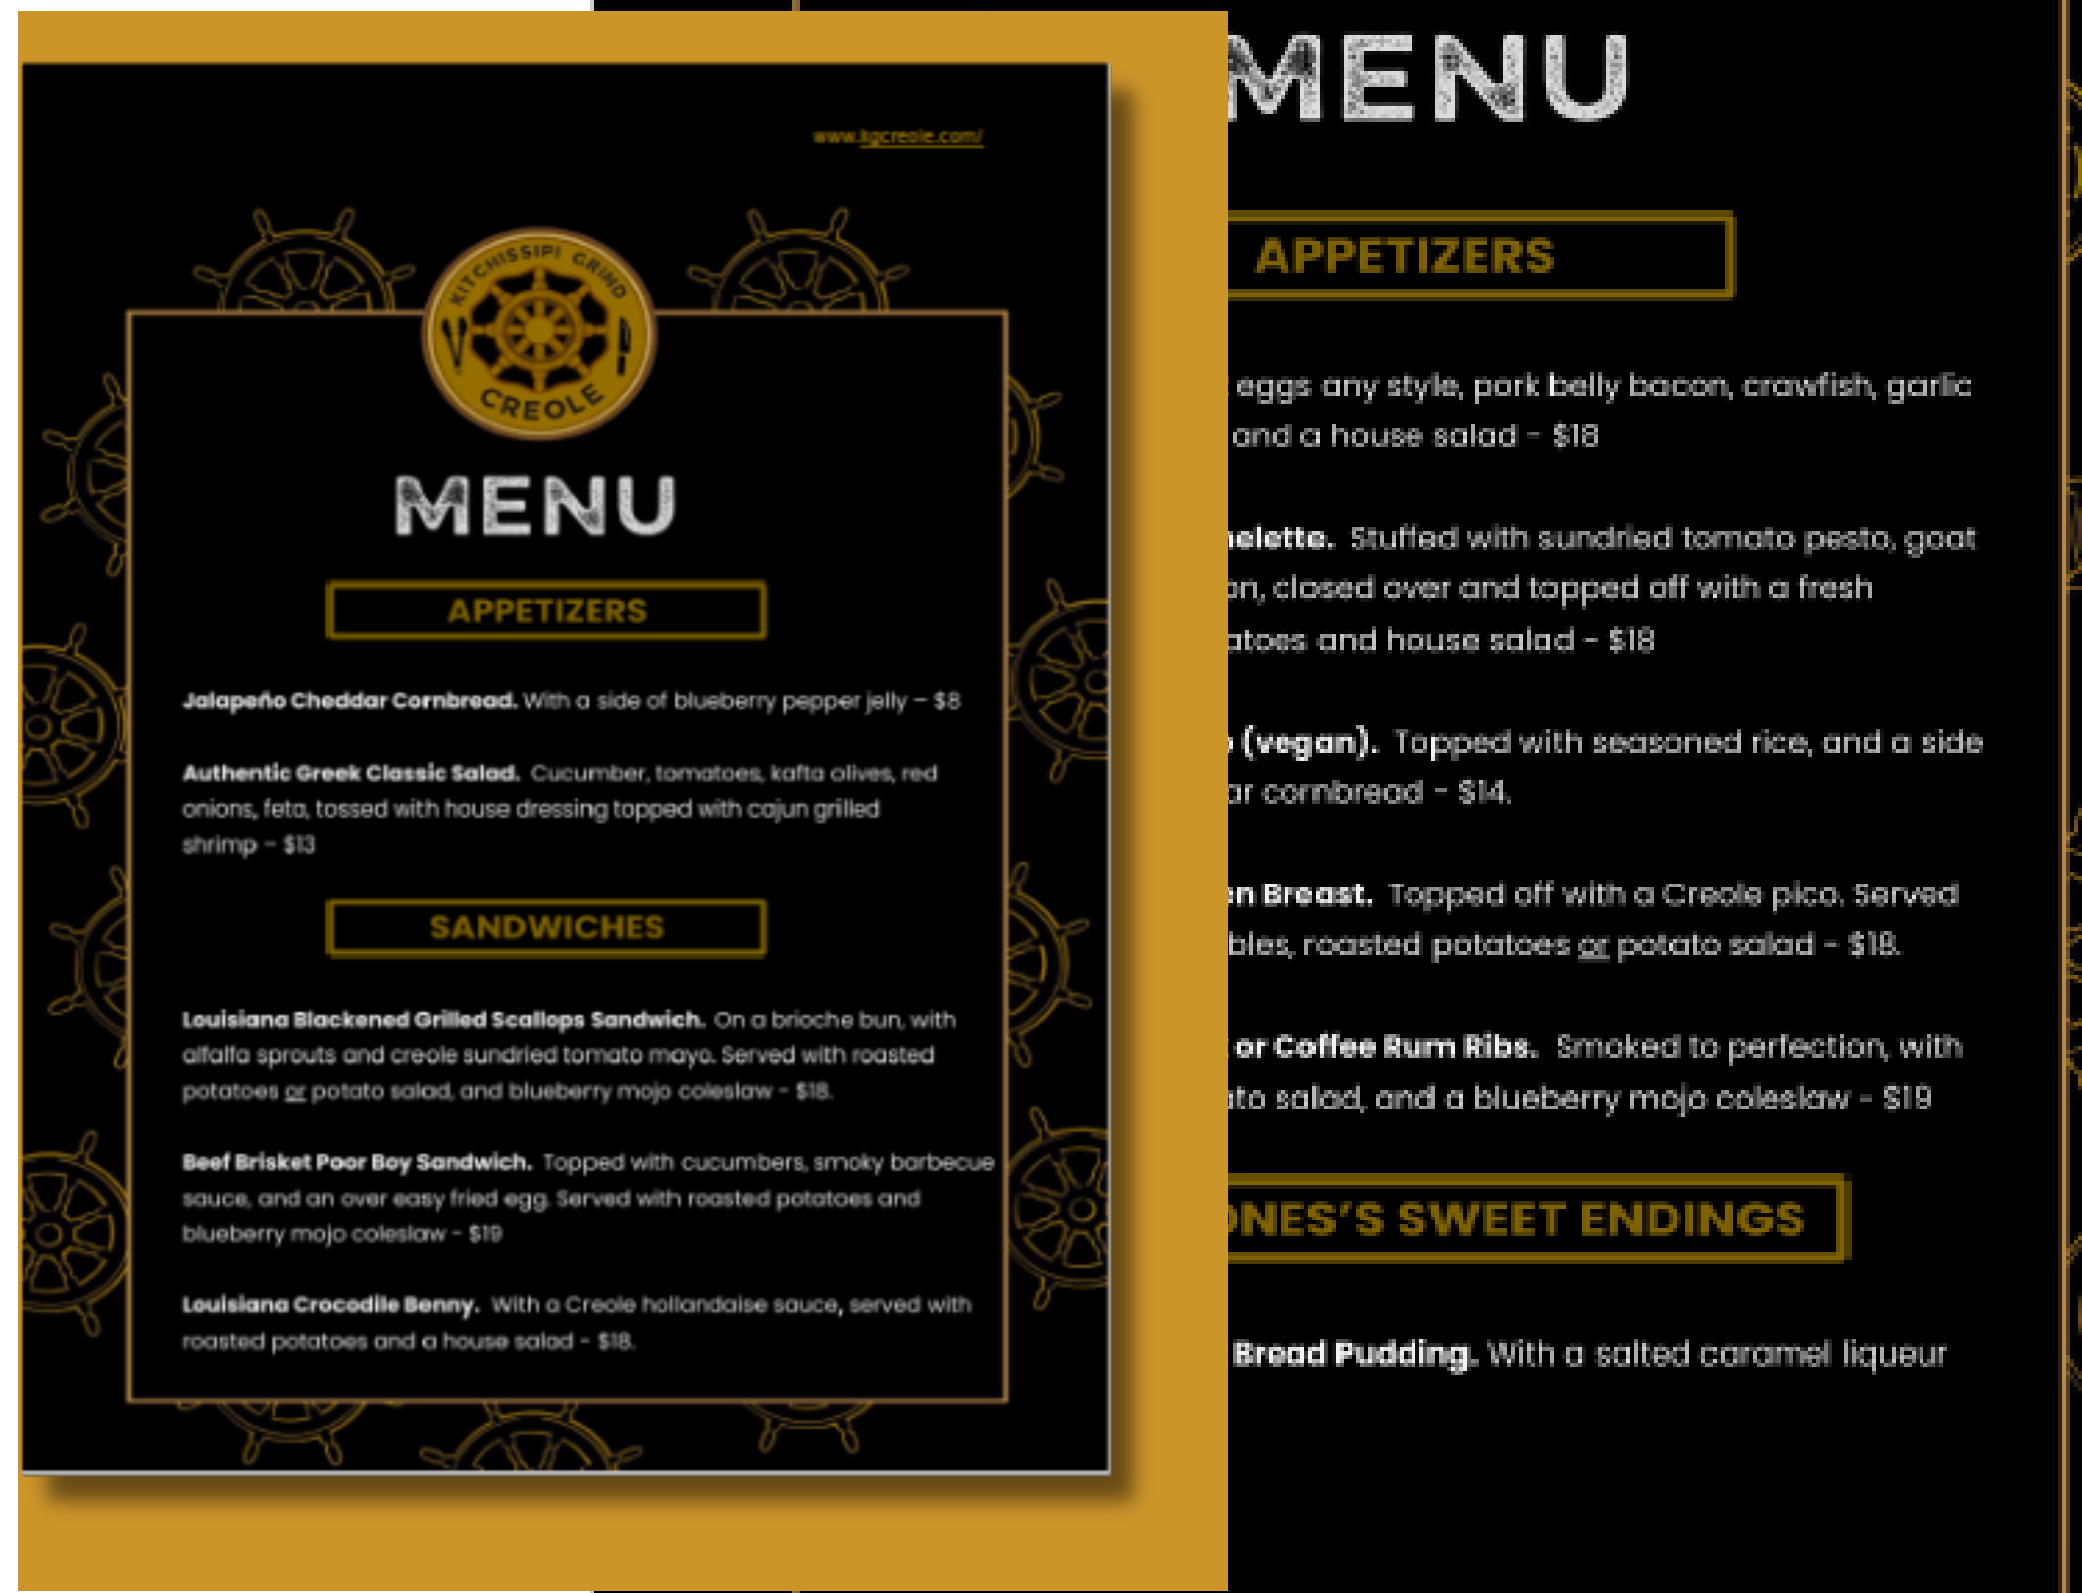 www.kgcreole.com/
KITCHISSIPI GRIND
CREOLE
MENU
APPETIZERS
Jalapeño Cheddar Cornbread. With a side of blueberry pepper jelly – $8
Authentic Greek Classic Salad. Cucumber, tomatoes, kafta olives, red
onions, feta, tossed with house dressing topped with cajun grilled
shrimp – $13
SANDWICHES
Louisiana Blackened Grilled Scallops Sandwich. On a brioche bun, with
alfalfa sprouts and creole sundried tomato mayo. Served with roasted
potatoes or potato salad, and blueberry mojo coleslaw - $18.
Beef Brisket Poor Boy Sandwich. Topped with cucumbers, smoky barbecue
sauce, and an over easy fried egg. Served with roasted potatoes and
blueberry mojo coleslaw - $19
Louisiana Crocodile Benny. With a Creole hollandaise sauce, served with
roasted potatoes and a house salad - $18.
MENU
APPETIZERS
eggs any style, pork belly bacon, crawfish, garlic
and a house salad - $18
Stuffed with sundried tomato pesto, goat
closed over and topped off with a fresh
and house salad - $18
(vegan). Topped with seasoned rice, and a side
cornbread - $14.
Breast. Topped off with a Creole pico. Served
roasted potatoes or potato salad - $18.
or Coffee Rum Ribs. Smoked to perfection, with
salad, and a blueberry mojo coleslaw - $19
SWEET ENDINGS
Bread Pudding. With a salted caramel liqueur